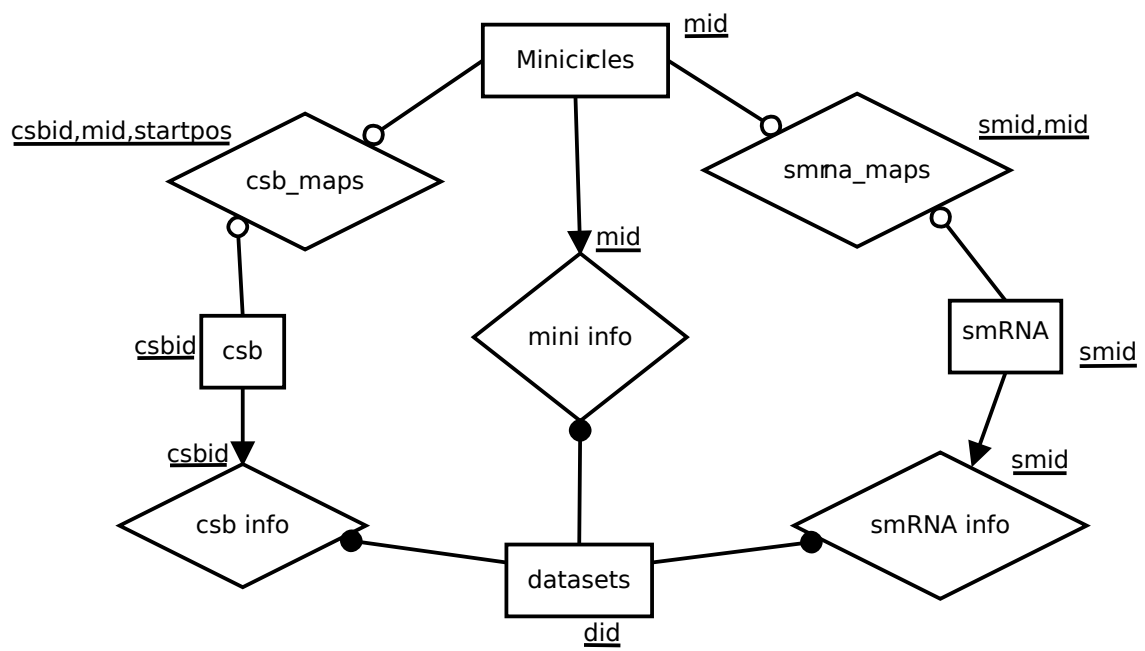 mid
Minicircles
csbid,mid,startpos
smid,mid
csb_maps
smrna_maps
mid
mini info
csbid
csb
smRNA
smid
csbid
smid
csb info
smRNA info
datasets
did